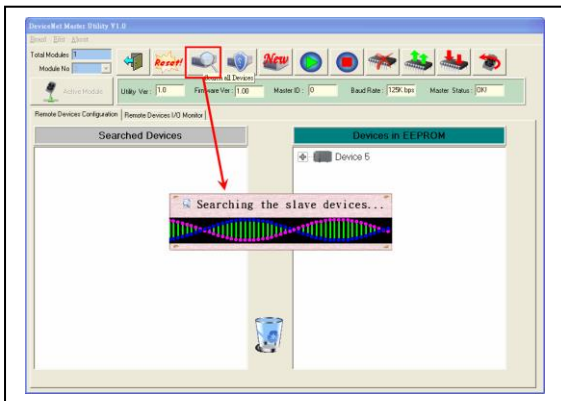 DeviceNet Master Utility V1.0
About
Total Modules 1
Module No
Reset!
New
Search all Devices
Active Module
Utility Ver : 1.0 Firmware Ver : 1.00 Master ID : 0 Baud Rate : 125K bps Master Status : OK!
Remote Devices Configuration Remote Devices I/O Monitor
Searched Devices Devices in EEPROM
Device 5
Searching the slave devices...